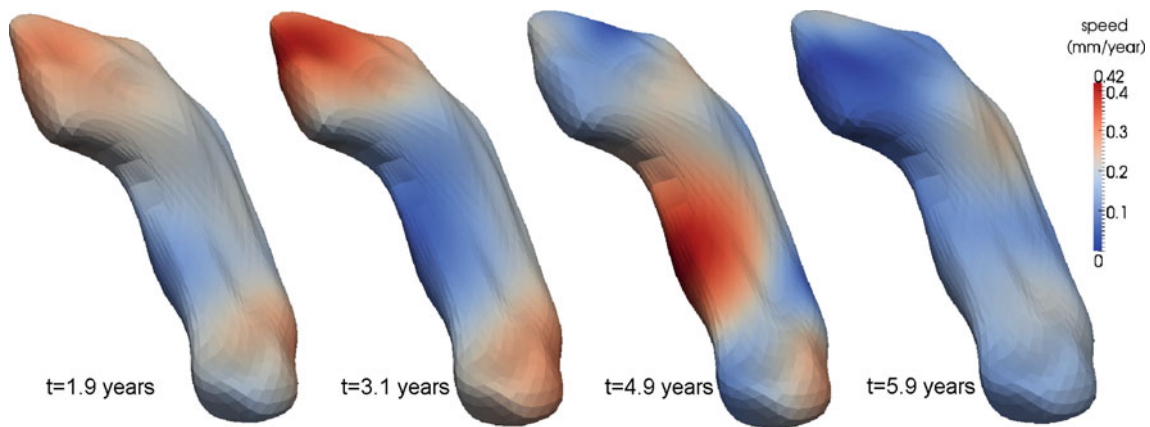 speed
(mm/year)
0.42
0.4
0.3
0.2
0.1
0
t=1.9 years
t=3.1 years
t=4.9 years
t=5.9 years